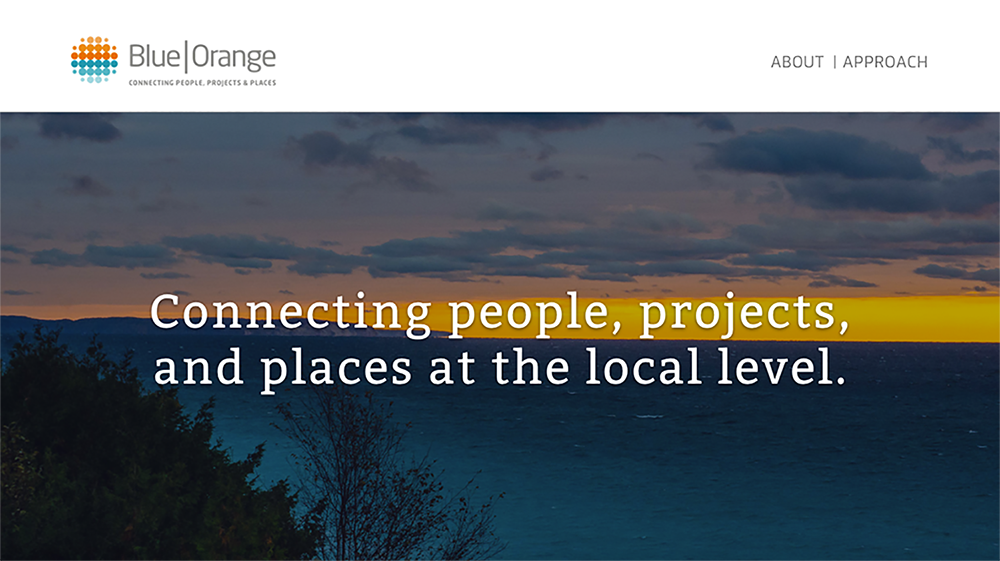 Blue|Orange
CONNECTING PEOPLE, PROJECTS & PLACES
ABOUT | APPROACH
Connecting people, projects,
and places at the local level.